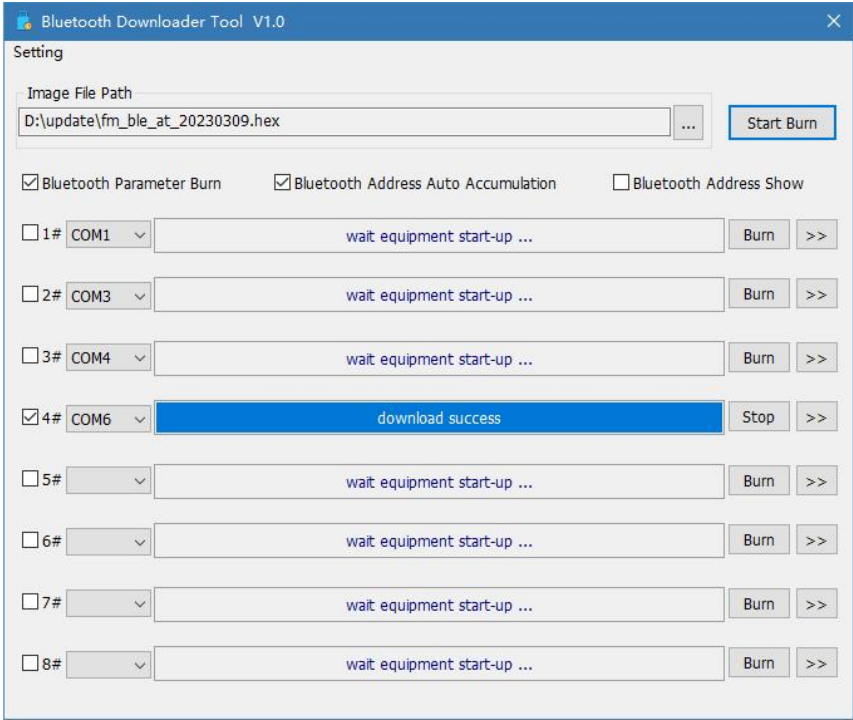 Bluetooth Downloader Tool V1.0
Setting
Image File Path
D:\update\fm_ble_at_20230309.hex ... Start Burn
Bluetooth Parameter Burn Bluetooth Address Auto Accumulation Bluetooth Address Show
1# COM1 wait equipment start-up ... Burn >>
2# COM3 wait equipment start-up ... Burn >>
3# COM4 wait equipment start-up ... Burn >>
4# COM6 download success Stop >>
5# wait equipment start-up ... Burn >>
6# wait equipment start-up ... Burn >>
7# wait equipment start-up ... Burn >>
8# wait equipment start-up ... Burn >>